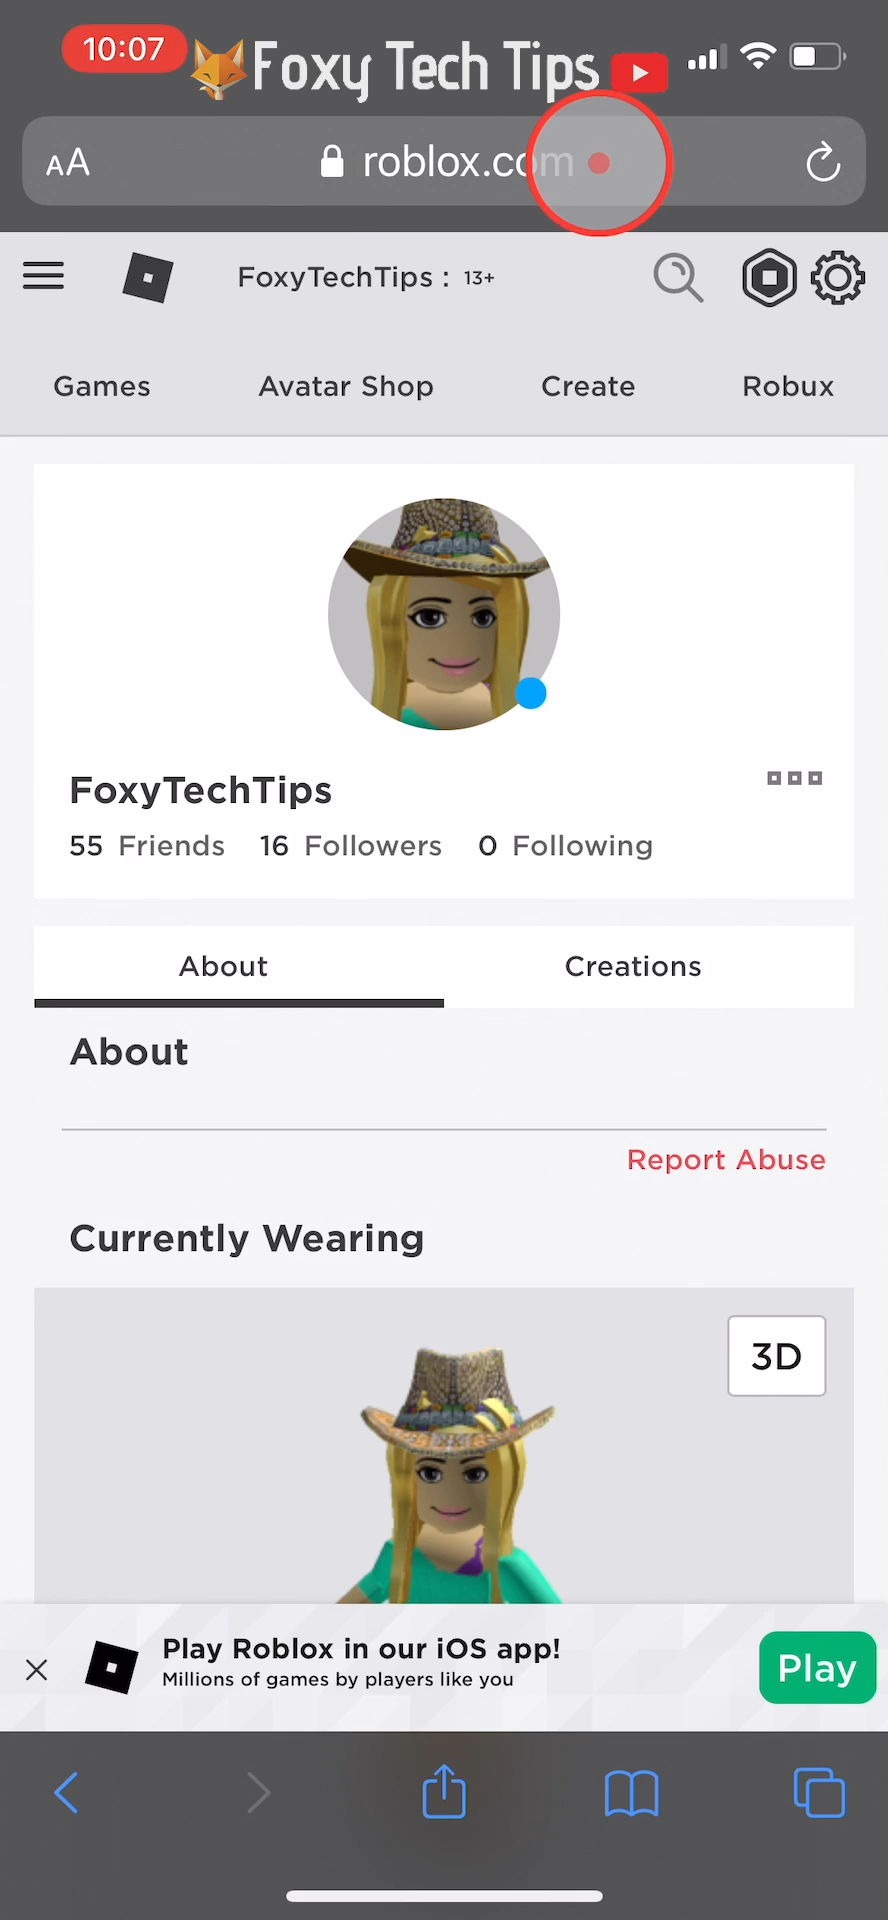 10:07
Foxy Tech Tips
AA
roblox.com
FoxyTechTips : 13+
Games Avatar Shop Create Robux
FoxyTechTips
55 Friends 16 Followers 0 Following
About Creations
About
Report Abuse
Currently Wearing
3D
Play Roblox in our iOS app!
Millions of games by players like you
Play